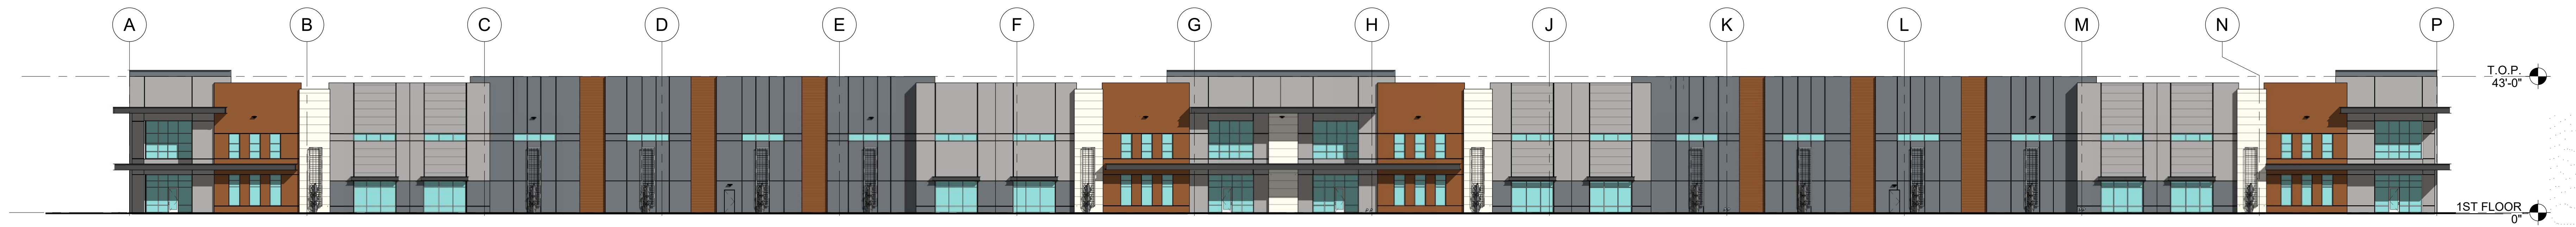 A B C D E F G H J K L M N P
T.O.P.
43'-0"
1ST FLOOR
0"